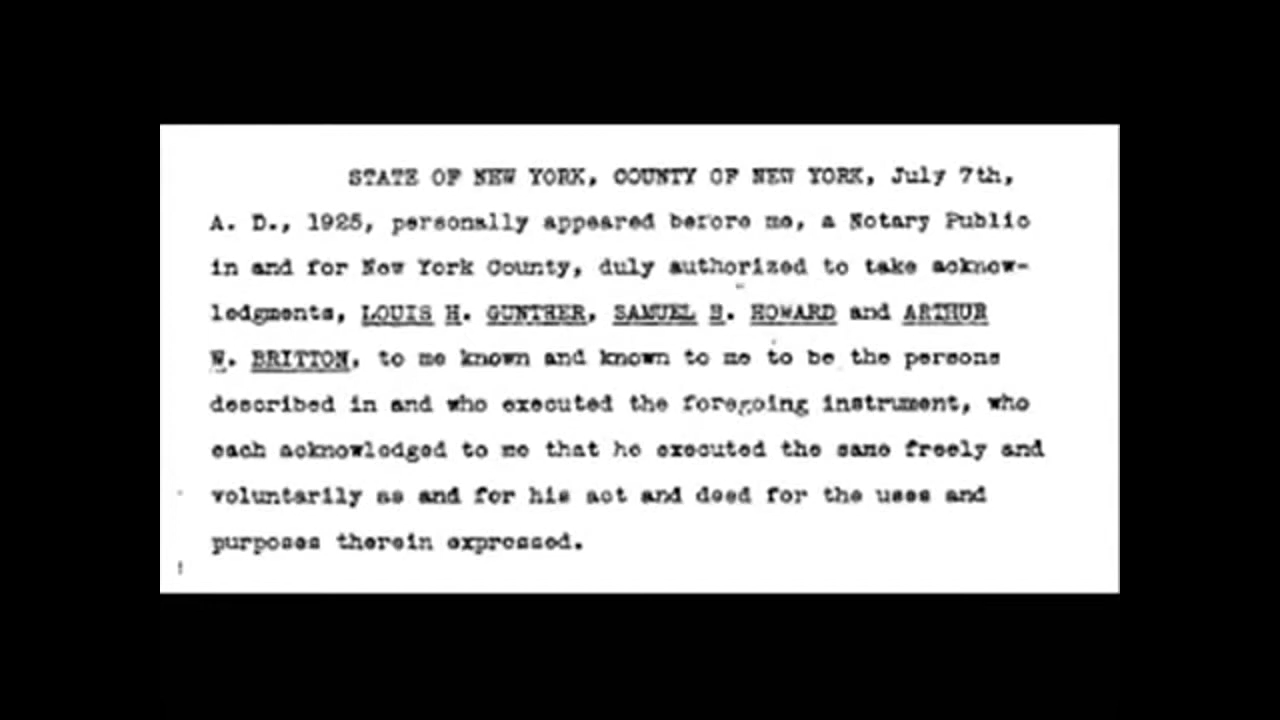 STATE OF NEW YORK, COUNTY OF NEW YORK, July 7th,
A. D., 1925, personally appeared before me, a Notary Public
in and for New York County, duly authorized to take acknow-
ledgments, LOUIS H. GUNTHER, SAMUEL B. HOWARD and ARTHUR
W. BRITTON, to me known and known to me to be the persons
described in and who executed the foregoing instrument, who
each acknowledged to me that he executed the same freely and
voluntarily as and for his act and deed for the uses and
purposes therein expressed.